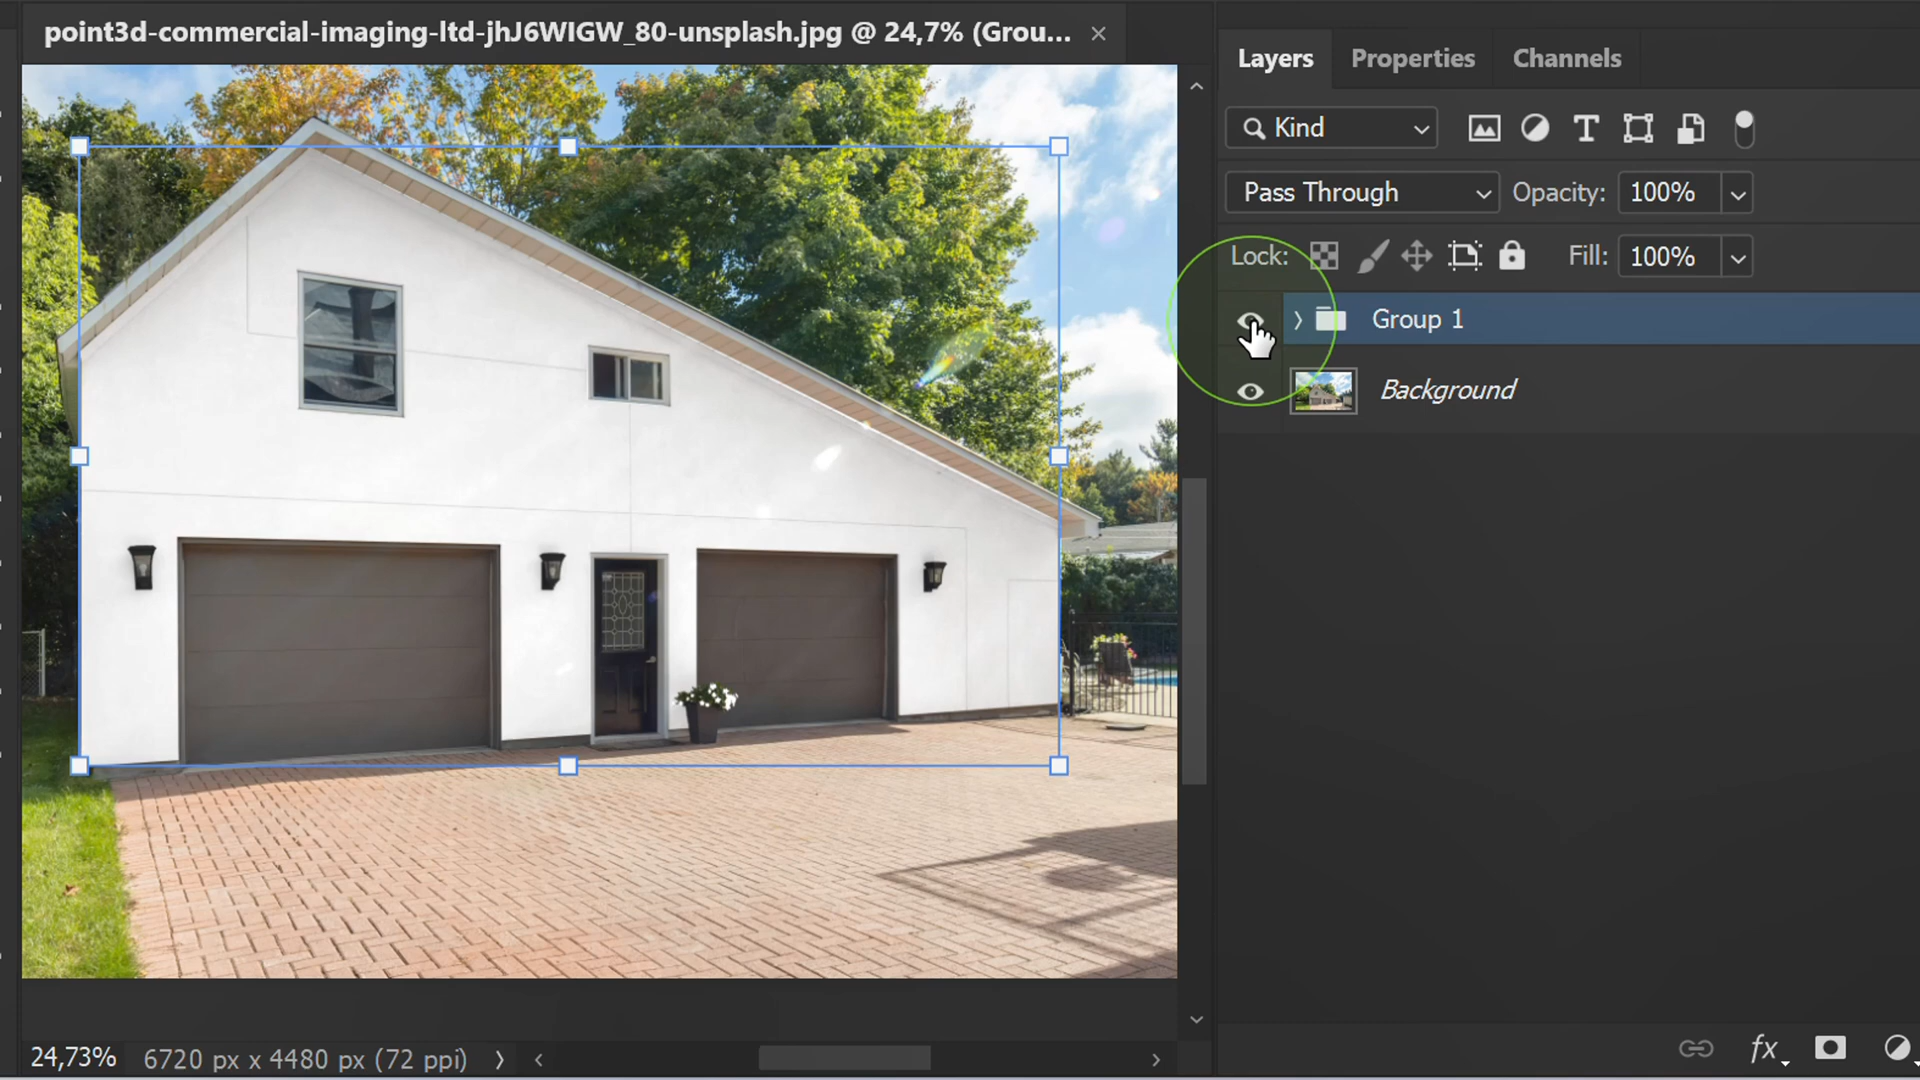 point3d-commercial-imaging-ltd-jhJ6WIGW_80-unsplash.jpg @ 24,7% (Grou...
Layers Properties Channels
Kind
Pass Through Opacity: 100%
Lock: Fill: 100%
Group 1
Background
24,73% 6720 px x 4480 px (72 ppi)
fx